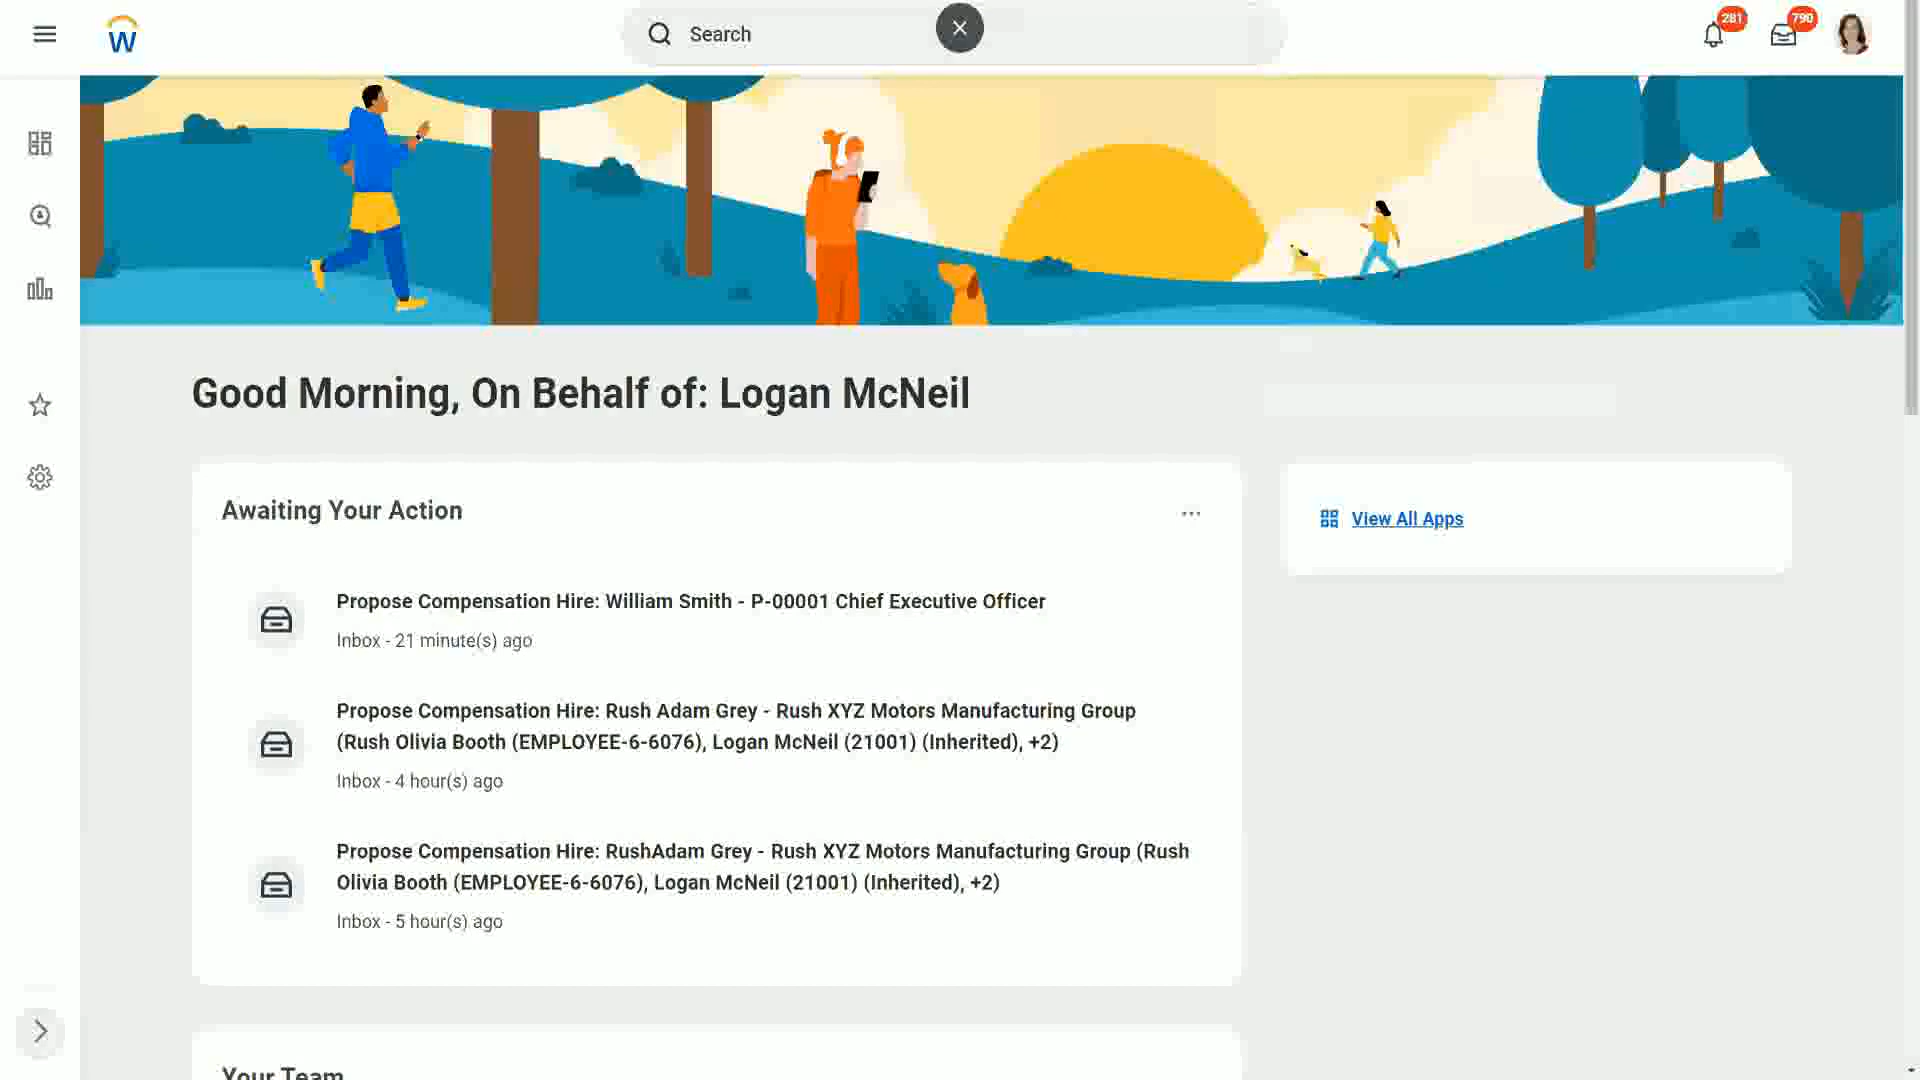 W
Search
281
790
Good Morning, On Behalf of: Logan McNeil
Awaiting Your Action
View All Apps
Propose Compensation Hire: William Smith - P-00001 Chief Executive Officer
Inbox - 21 minute(s) ago
Propose Compensation Hire: Rush Adam Grey - Rush XYZ Motors Manufacturing Group
(Rush Olivia Booth (EMPLOYEE-6-6076), Logan McNeil (21001) (Inherited), +2)
Inbox - 4 hour(s) ago
Propose Compensation Hire: RushAdam Grey - Rush XYZ Motors Manufacturing Group (Rush
Olivia Booth (EMPLOYEE-6-6076), Logan McNeil (21001) (Inherited), +2)
Inbox - 5 hour(s) ago
Your Team